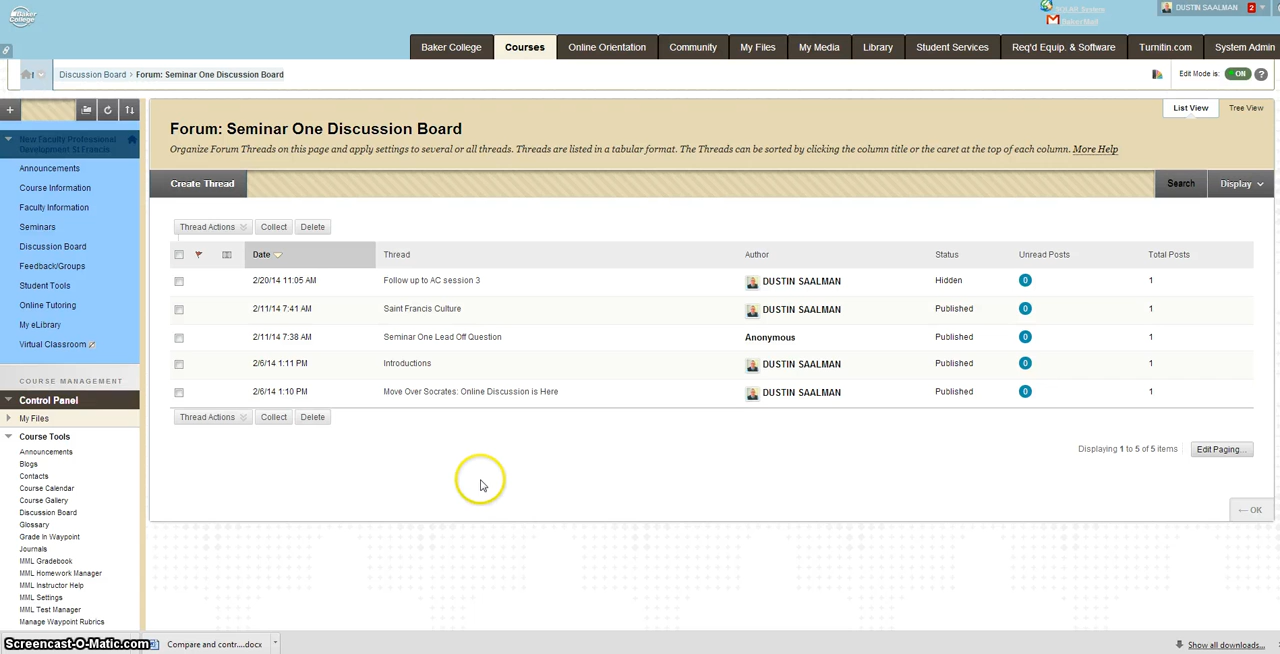 Baker College
SOLAR System
BakerMail
DUSTIN SAALMAN 2
Baker College Courses Online Orientation Community My Files My Media Library Student Services Req'd Equip. & Software Turnitin.com System Admin
Discussion Board > Forum: Seminar One Discussion Board
Edit Mode is: ON ?
List View Tree View
Forum: Seminar One Discussion Board
Organize Forum Threads on this page and apply settings to several or all threads. Threads are listed in a tabular format. The Threads can be sorted by clicking the column title or the caret at the top of each column. More Help
Create Thread Search Display
Thread Actions Collect Delete
Date Thread Author Status Unread Posts Total Posts
2/20/14 11:05 AM Follow up to AC session 3 DUSTIN SAALMAN Hidden 0 1
2/11/14 7:41 AM Saint Francis Culture DUSTIN SAALMAN Published 0 1
2/11/14 7:38 AM Seminar One Lead Off Question Anonymous Published 0 1
2/6/14 1:11 PM Introductions DUSTIN SAALMAN Published 0 1
2/6/14 1:10 PM Move Over Socrates: Online Discussion is Here DUSTIN SAALMAN Published 0 1
Thread Actions Collect Delete
Displaying 1 to 5 of 5 items Edit Paging...
← OK
New Faculty Professional
Development St Francis
Announcements
Course Information
Faculty Information
Seminars
Discussion Board
Feedback/Groups
Student Tools
Online Tutoring
My eLibrary
Virtual Classroom
COURSE MANAGEMENT
Control Panel
My Files
Course Tools
Announcements
Blogs
Contacts
Course Calendar
Course Gallery
Discussion Board
Glossary
Grade In Waypoint
Journals
MML Gradebook
MML Homework Manager
MML Instructor Help
MML Settings
MML Test Manager
Manage Waypoint Rubrics
Screencast-O-Matic.com
Compare and contr....docx
Show all downloads...